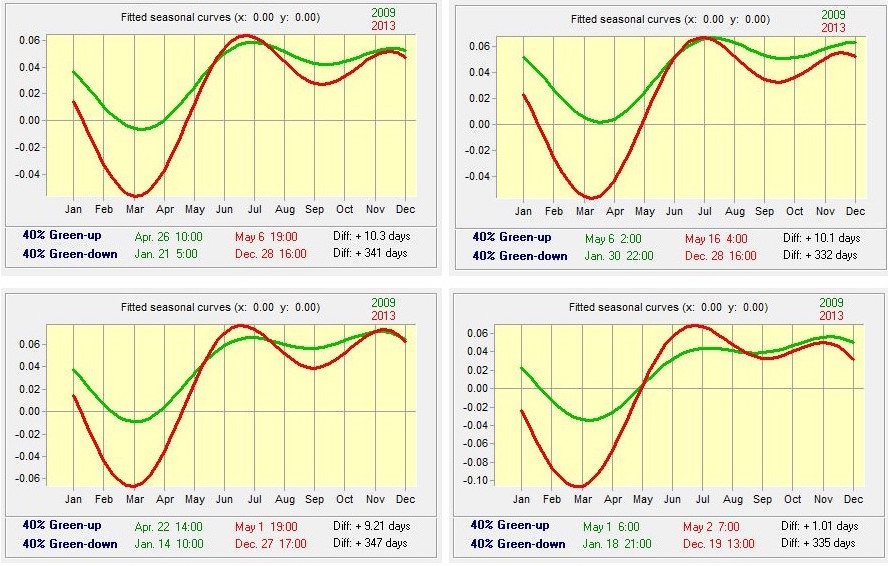 Fitted seasonal curves (x: 0.00 y: 0.00)
2009
2013
0.06
0.04
0.02
0.00
-0.02
-0.04
Jan Feb Mar Apr May Jun Jul Aug Sep Oct Nov Dec
40% Green-up Apr. 26 10:00 May 6 19:00 Diff: + 10.3 days
40% Green-down Jan. 21 5:00 Dec. 28 16:00 Diff: + 341 days
Fitted seasonal curves (x: 0.00 y: 0.00)
2009
2013
0.06
0.04
0.02
0.00
-0.02
-0.04
Jan Feb Mar Apr May Jun Jul Aug Sep Oct Nov Dec
40% Green-up May 6 2:00 May 16 4:00 Diff: + 10.1 days
40% Green-down Jan. 30 22:00 Dec. 28 16:00 Diff: + 332 days
Fitted seasonal curves (x: 0.00 y: 0.00)
2009
2013
0.06
0.04
0.02
0.00
-0.02
-0.04
-0.06
Jan Feb Mar Apr May Jun Jul Aug Sep Oct Nov Dec
40% Green-up Apr. 22 14:00 May 1 19:00 Diff: + 9.21 days
40% Green-down Jan. 14 10:00 Dec. 27 17:00 Diff: + 347 days
Fitted seasonal curves (x: 0.00 y: 0.00)
2009
2013
0.06
0.04
0.02
0.00
-0.02
-0.04
-0.06
-0.08
-0.10
Jan Feb Mar Apr May Jun Jul Aug Sep Oct Nov Dec
40% Green-up May 1 6:00 May 2 7:00 Diff: + 1.01 days
40% Green-down Jan. 18 21:00 Dec. 19 13:00 Diff: + 335 days